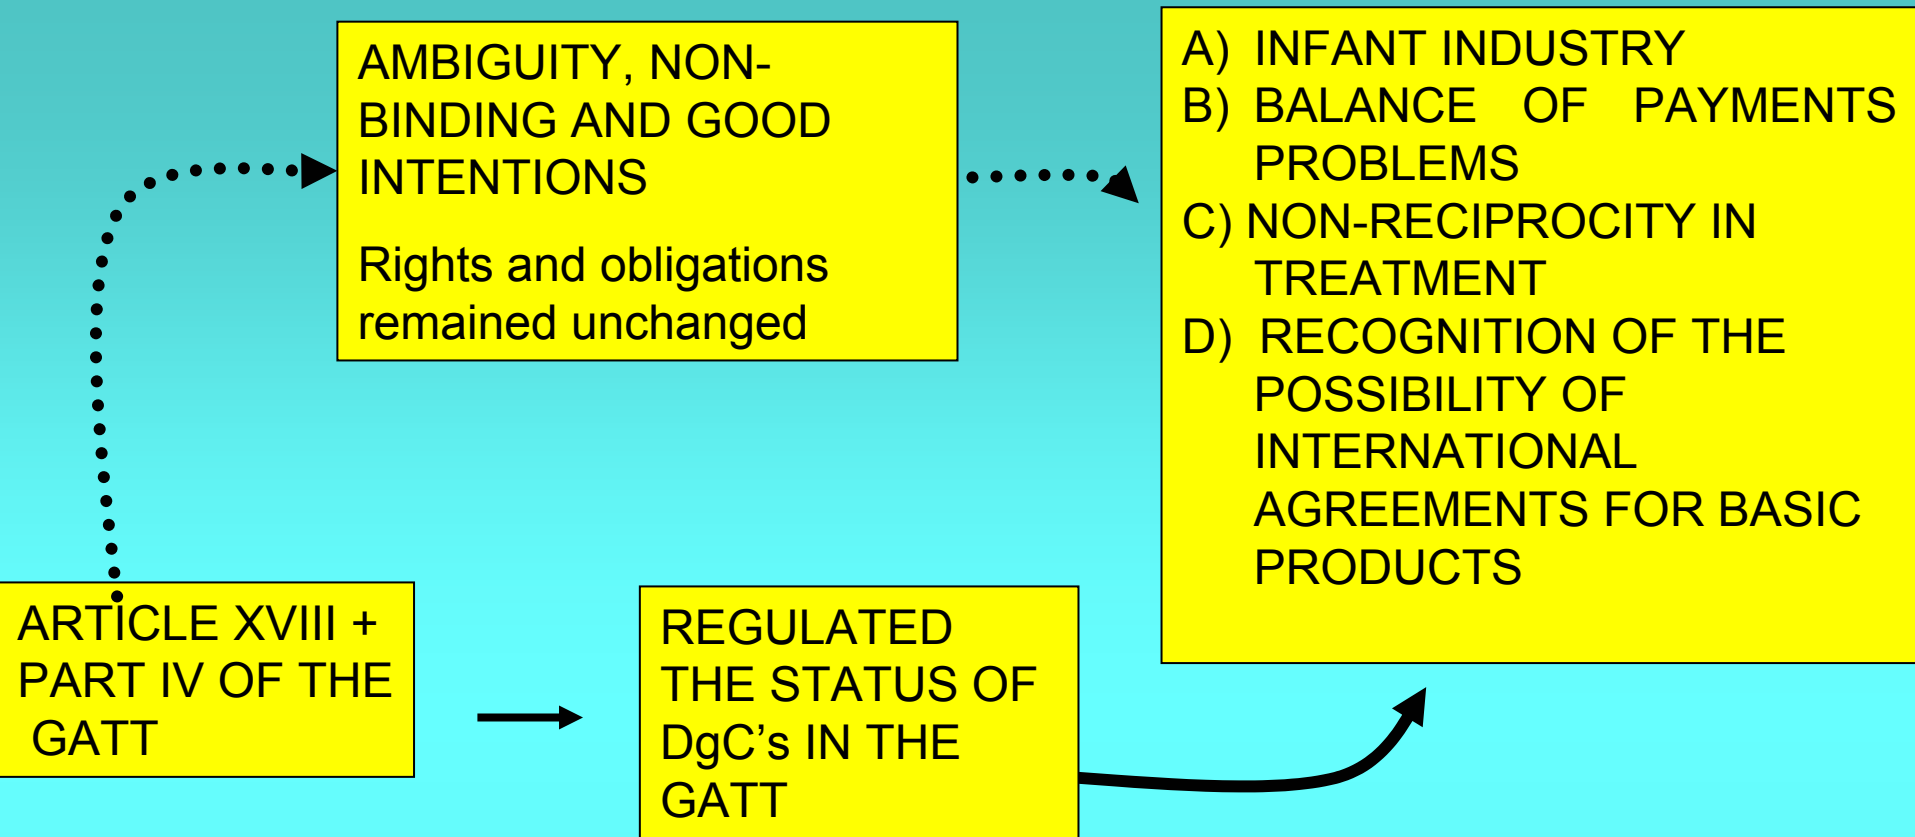 AMBIGUITY, NON-
BINDING AND GOOD
INTENTIONS
Rights and obligations
remained unchanged
A) INFANT INDUSTRY
B) BALANCE OF PAYMENTS
PROBLEMS
C) NON-RECIPROCITY IN
TREATMENT
D) RECOGNITION OF THE
POSSIBILITY OF
INTERNATIONAL
AGREEMENTS FOR BASIC
PRODUCTS
ARTICLE XVIII +
PART IV OF THE
GATT
REGULATED
THE STATUS OF
DgC’s IN THE
GATT